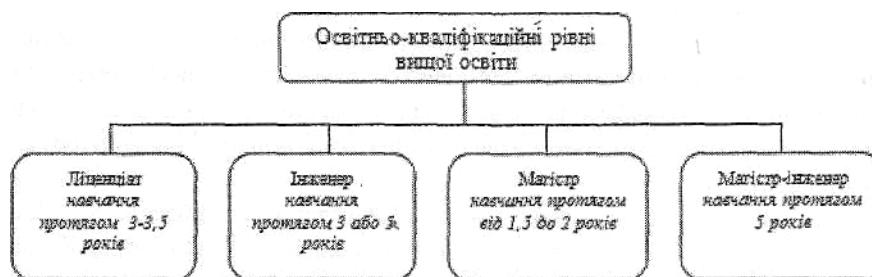 Освітньо-кваліфікаційні рівні
вищої освіти
Ліценціат
навчання
протягом 3-3,5
років
Інженер
навчання
протягом 3 або
років
Магістр
навчання протягом
від 1,5 до 2 років
Магістр-інженер
навчання протягом
5 років